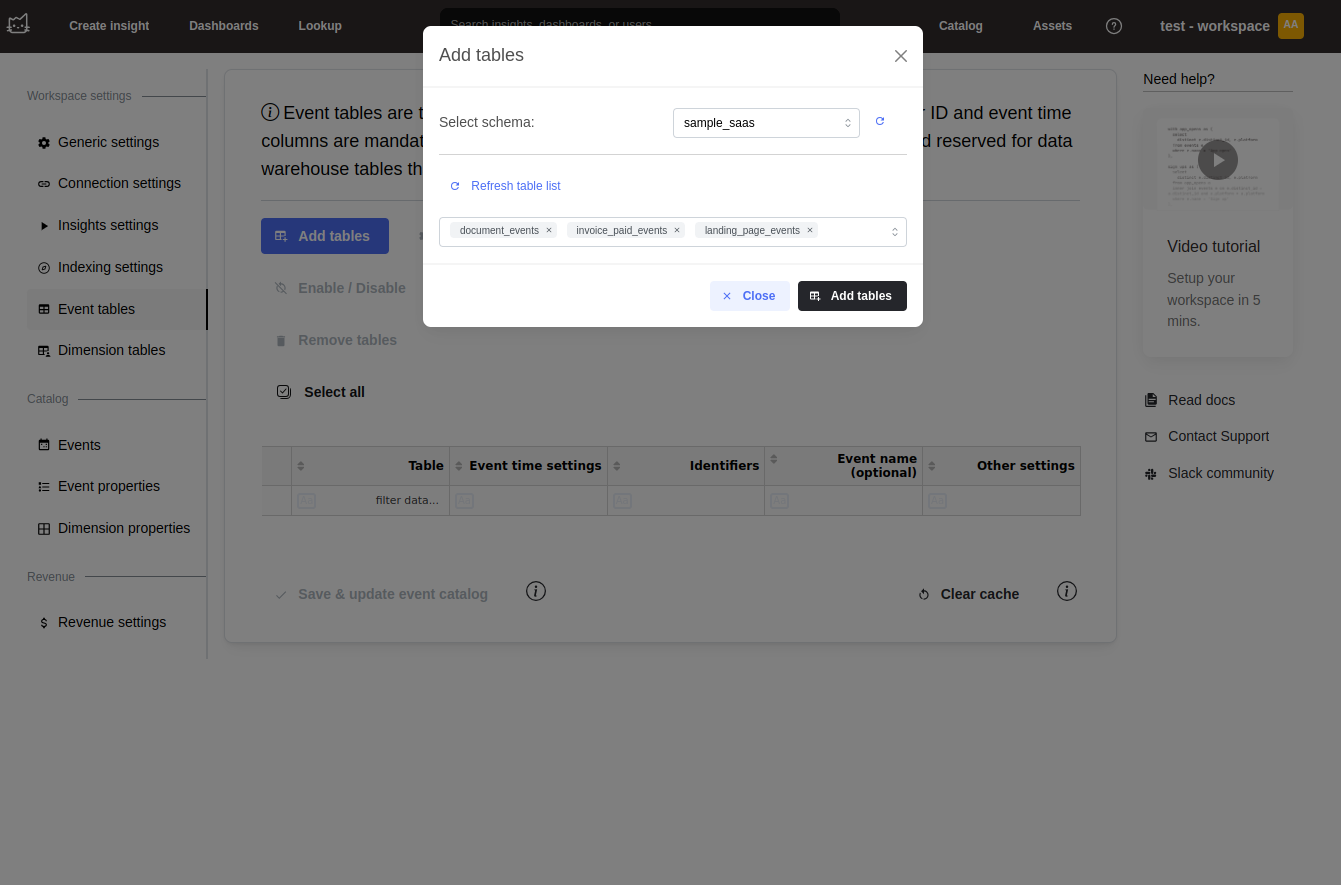 Create insight
Dashboards
Lookup
Search insights, dashboards, or users
Catalog
Assets
test - workspace
AA
Add tables
Select schema:
sample_saas
Refresh table list
document_events ×
invoice_paid_events ×
landing_page_events ×
Close
Add tables
Workspace settings
Generic settings
Connection settings
Insights settings
Indexing settings
Event tables
Dimension tables
Catalog
Events
Event properties
Dimension properties
Revenue
Revenue settings
Event tables are t
ID and event time
columns are mandat
d reserved for data
warehouse tables th
Add tables
Enable / Disable
Remove tables
Select all
Table
Event time settings
Identifiers
Event name
(optional)
Other settings
filter data...
Save & update event catalog
Clear cache
Need help?
Video tutorial
Setup your
workspace in 5
mins.
Read docs
Contact Support
Slack community